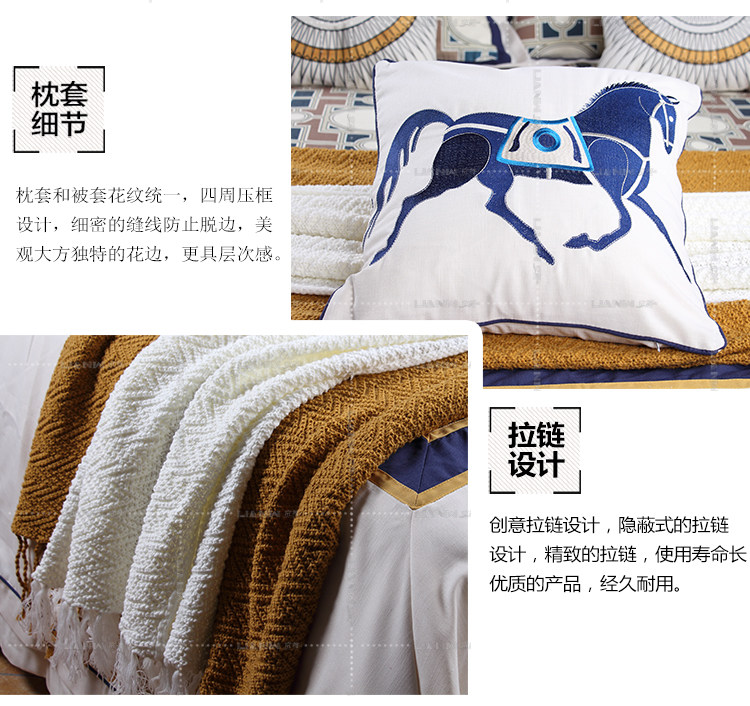 枕套
细节
枕套和被套花纹统一，四周压框
设计，细密的缝线防止脱边，美
观大方独特的花边，更具层次感。
拉链
设计
创意拉链设计，隐蔽式的拉链
设计，精致的拉链，使用寿命长
优质的产品，经久耐用。